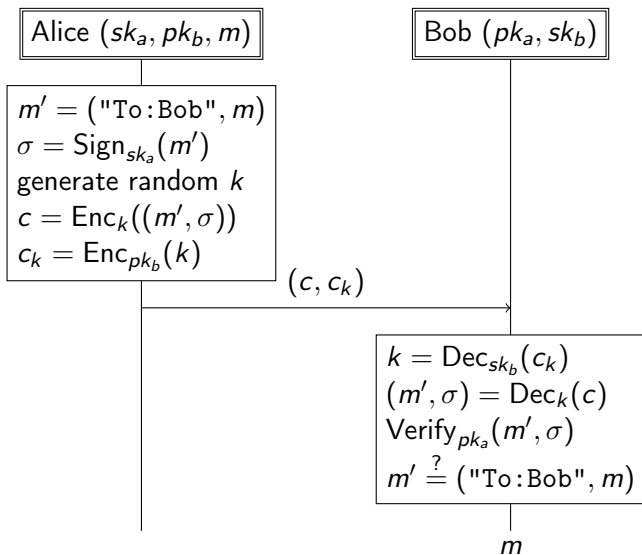 Alice (sk_a, pk_b, m)
Bob (pk_a, sk_b)
m′ = ("To:Bob", m)
σ = Sign_{sk_a}(m′)
generate random k
c = Enc_k((m′, σ))
c_k = Enc_{pk_b}(k)
(c, c_k)
k = Dec_{sk_b}(c_k)
(m′, σ) = Dec_k(c)
Verify_{pk_a}(m′, σ)
m′ ≟ ("To:Bob", m)
m